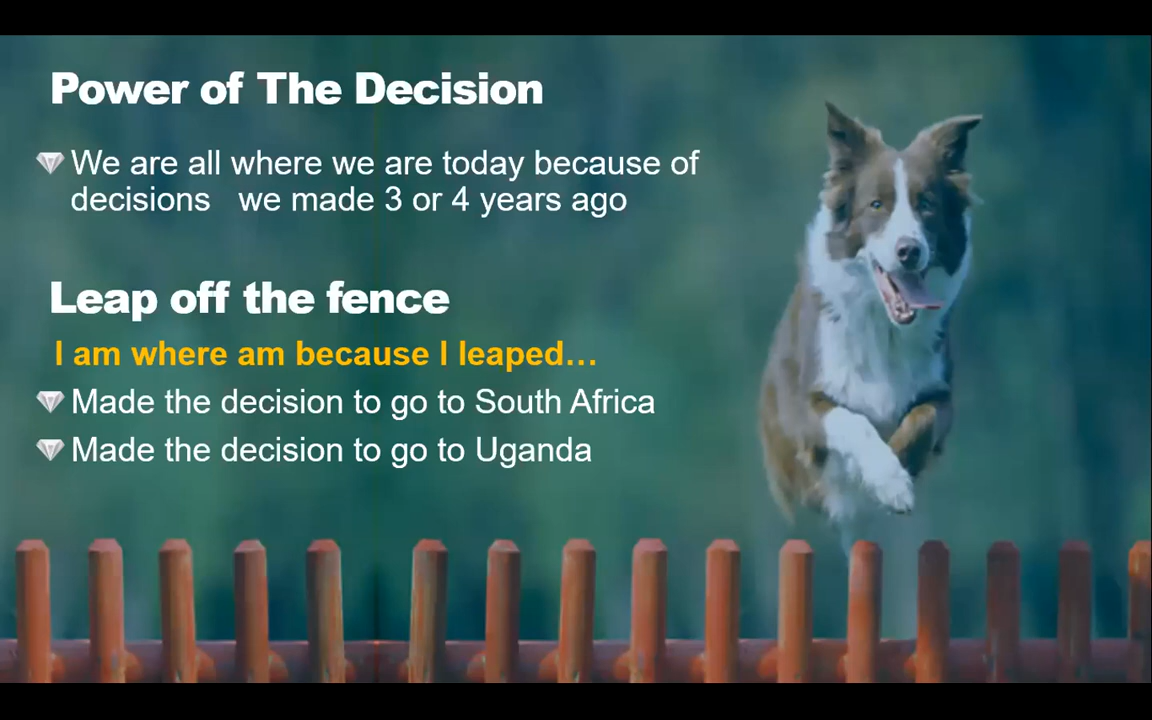 Power of The Decision
We are all where we are today because of
decisions   we made 3 or 4 years ago
Leap off the fence
I am where am because I leaped...
Made the decision to go to South Africa
Made the decision to go to Uganda